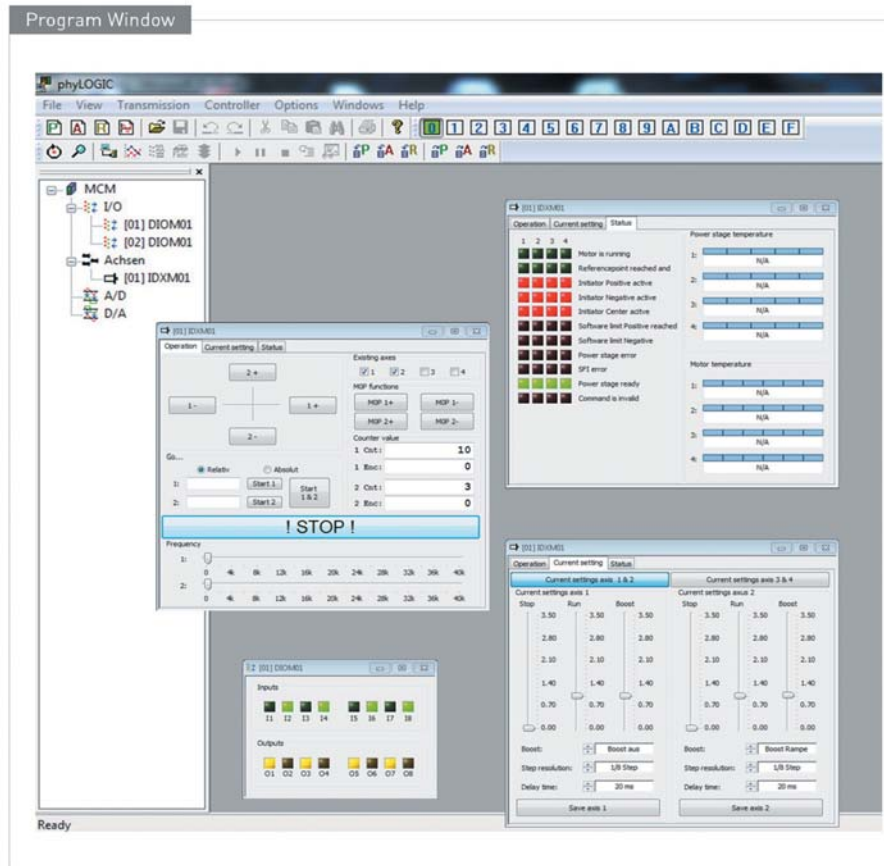 Program Window
phyLOGIC
File View Transmission Controller Options Windows Help
P A R 0 1 2 3 4 5 6 7 8 9 A B C D E F
P A R P A R
MCM
I/O
[01] DIOM01
[02] DIOM01
Achsen
[01] IDXM01
A/D
D/A
[01] IDXM01
Operation Current setting Status
1 2 3 4
Motor is running
Referencepoint reached and
Initiator Positive active
Initiator Negative active
Initiator Center active
Software limit Positive reached
Software limit Negative
Power stage error
SFI error
Power stage ready
Command is invalid
Power stage temperature
1:
N/A
2:
N/A
3:
N/A
4:
N/A
Motor temperature
1:
N/A
2:
N/A
3:
N/A
4:
N/A
[01] IDXM01
Operation Current setting Status
2 +
1 -
1 +
2 -
Existing axes
1 2 3 4
M0P functions
M0P 1+ M0P 1-
M0P 2+ M0P 2-
Counter value
1 Cnt: 10
1 Enc: 0
2 Cnt: 3
2 Enc: 0
Go...
Relativ Absolut
1: Start 1
2: Start 2
Start
1 & 2
! STOP !
Frequency
1:
0 4k 8k 12k 16k 20k 24k 28k 32k 36k 40k
2:
0 4k 8k 12k 16k 20k 24k 28k 32k 36k 40k
[01] DIOM01
Inputs
I1 I2 I3 I4 I5 I6 I7 I8
Outputs
O1 O2 O3 O4 O5 O6 O7 O8
[01] IDXM01
Operation Current setting Status
Current settings axis 1 & 2 Current settings axis 3 & 4
Current settings axis 1
Stop Run Boost
3.50 3.50 3.50
2.80 2.80 2.80
2.10 2.10 2.10
1.40 1.40 1.40
0.70 0.70 0.70
0.00 0.00 0.00
Boost: Boost aus
Step resolution: 1/8 Step
Delay time: 20 ms
Save axis 1
Current settings axus 2
Stop Run Boost
3.50 3.50 3.50
2.80 2.80 2.80
2.10 2.10 2.10
1.40 1.40 1.40
0.70 0.70 0.70
0.00 0.00 0.00
Boost: Boost Rampe
Step resolution: 1/8 Step
Delay time: 20 ms
Save axis 2
Ready